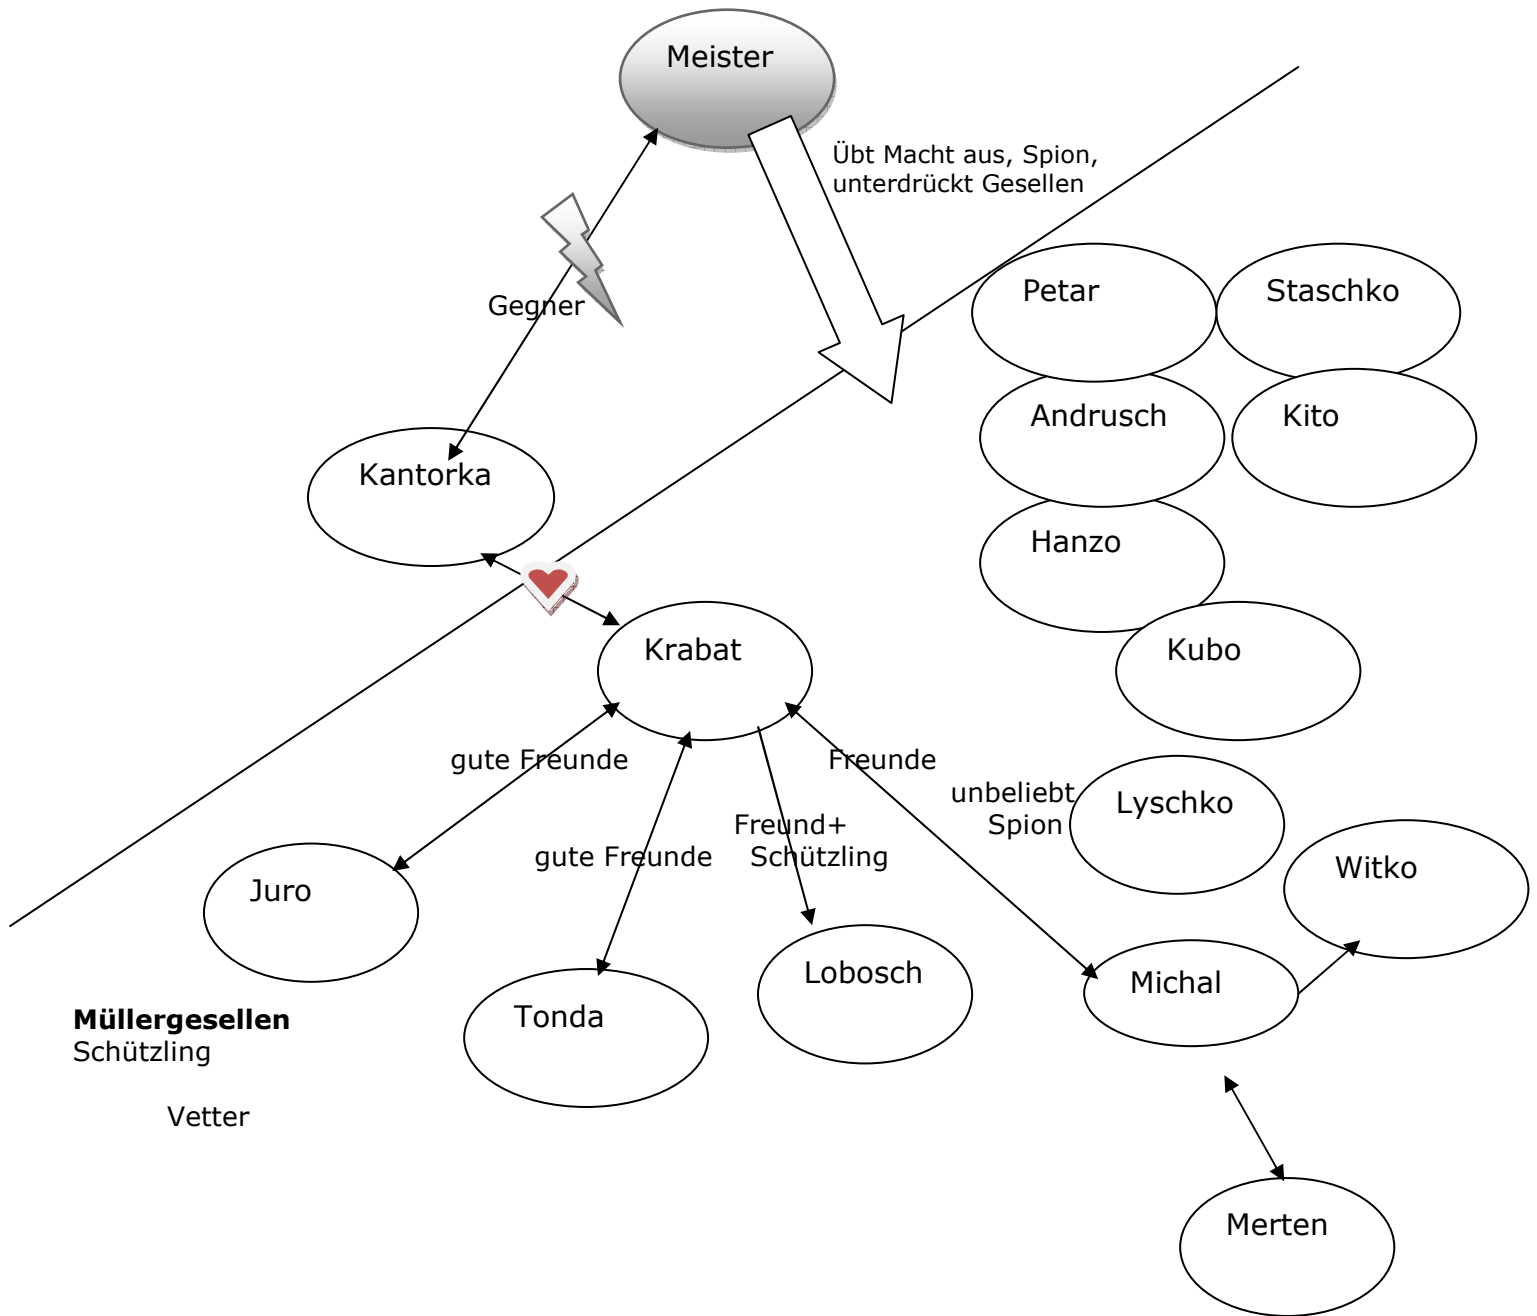 Meister
Übt Macht aus, Spion,
unterdrückt Gesellen
Gegner
Petar
Staschko
Andrusch
Kito
Kantorka
Hanzo
Krabat
Kubo
gute Freunde
Freunde
unbeliebt
Spion
Lyschko
Freund+
Schützling
gute Freunde
Witko
Juro
Lobosch
Michal
Tonda
Müllergesellen
Schützling
Vetter
Merten